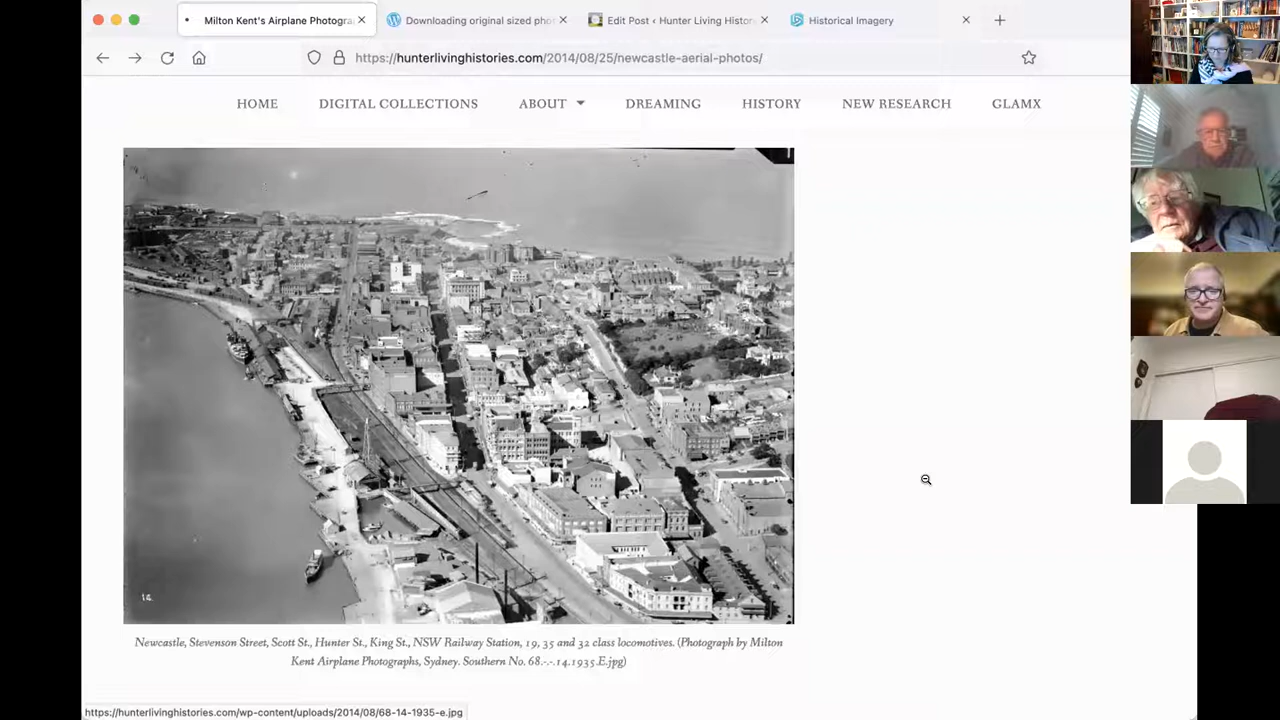 Milton Kent's Airplane Photogra
Downloading original sized pho
Edit Post ‹ Hunter Living Histor
Historical Imagery
https://hunterlivinghistories.com/2014/08/25/newcastle-aerial-photos/
HOME DIGITAL COLLECTIONS ABOUT DREAMING HISTORY NEW RESEARCH GLAMX
14.
Newcastle, Stevenson Street, Scott St., Hunter St., King St., NSW Railway Station, 19, 35 and 32 class locomotives. (Photograph by Milton
Kent Airplane Photographs, Sydney. Southern No. 68.-.-.14.1935.E.jpg)
https://hunterlivinghistories.com/wp-content/uploads/2014/08/68-14-1935-e.jpg